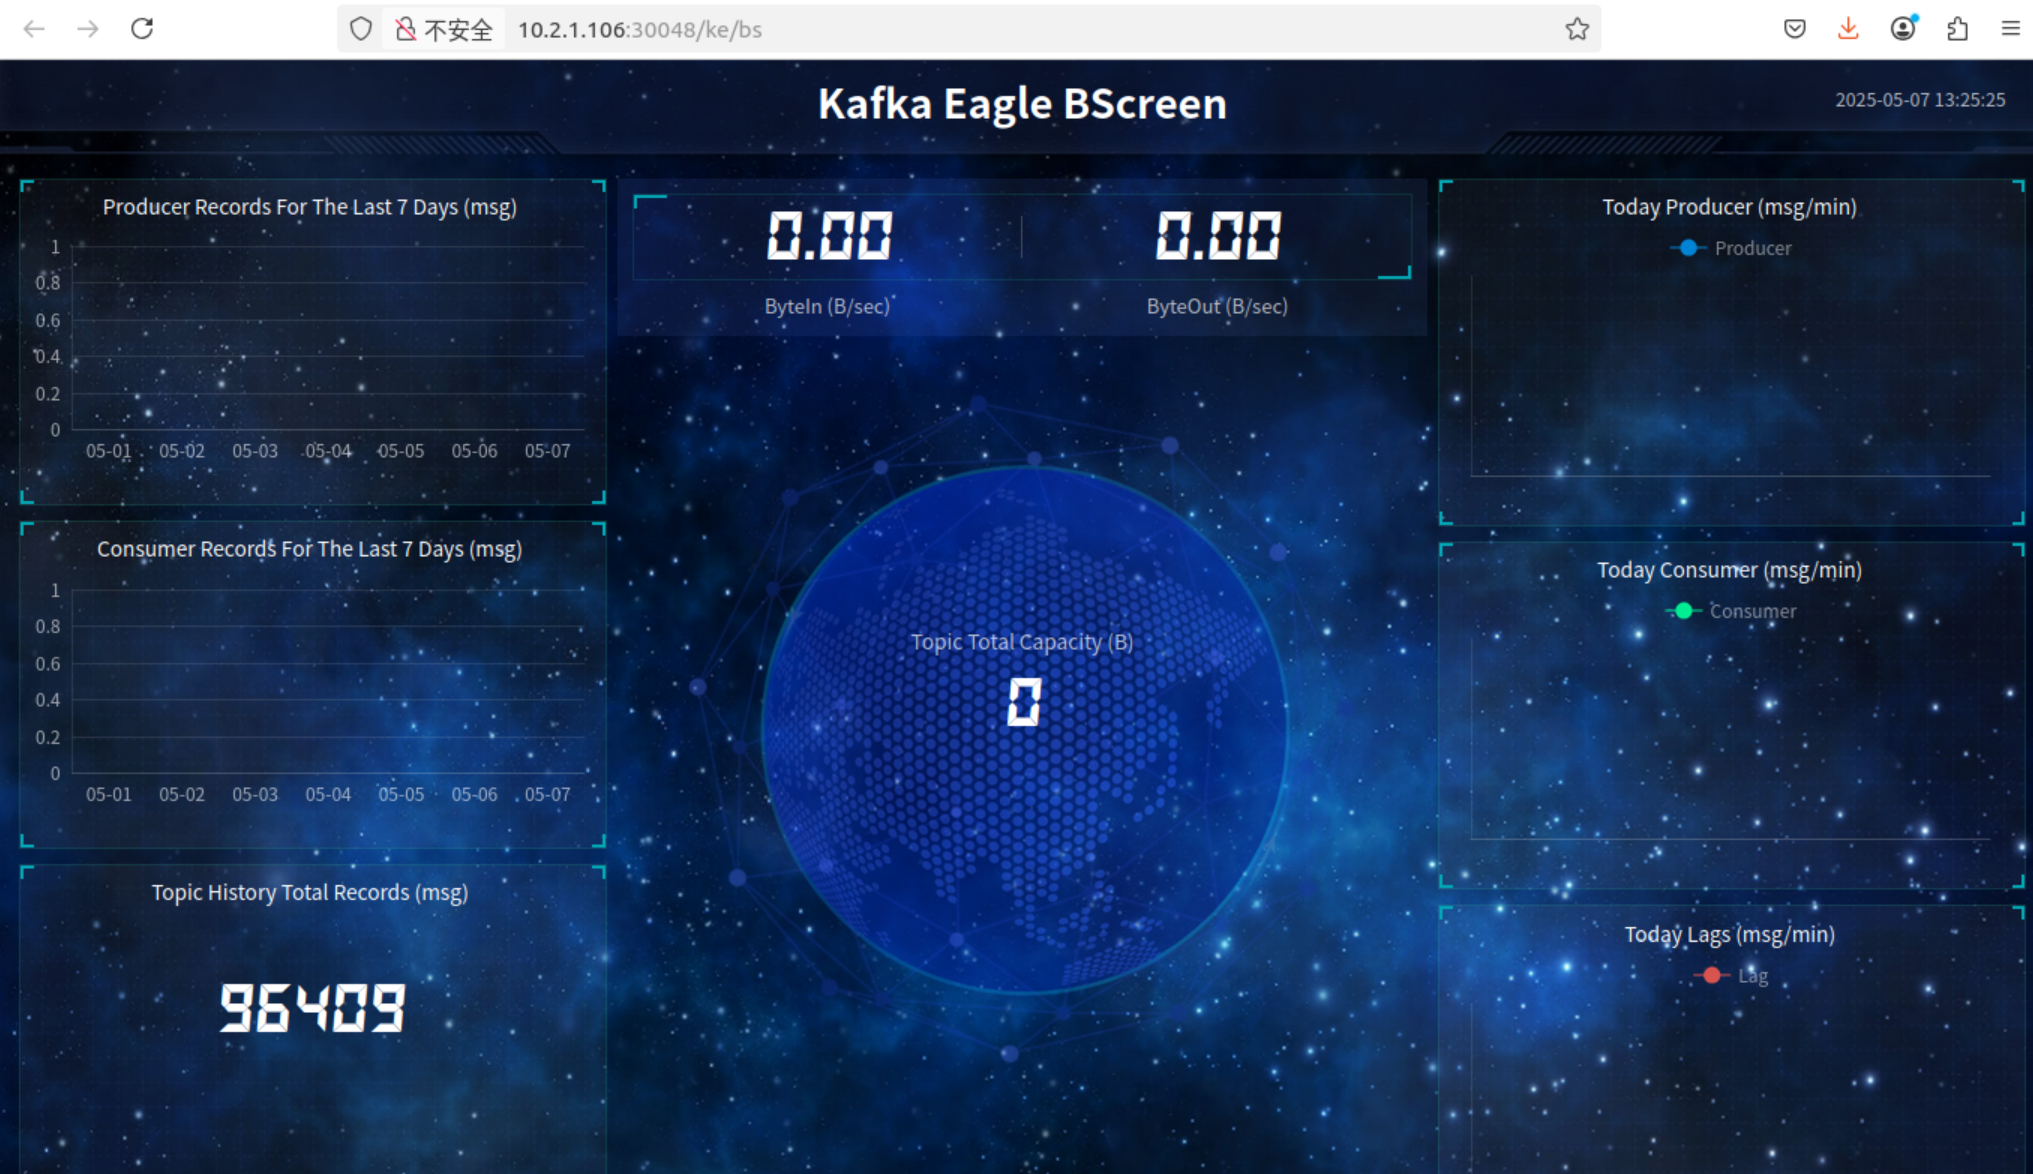 不安全 10.2.1.106:30048/ke/bs
Kafka Eagle BScreen
2025-05-07 13:25:25
Producer Records For The Last 7 Days (msg)
1
0.8
0.6
0.4
0.2
0
05-01 05-02 05-03 05-04 05-05 05-06 05-07
Consumer Records For The Last 7 Days (msg)
1
0.8
0.6
0.4
0.2
0
05-01 05-02 05-03 05-04 05-05 05-06 05-07
Topic History Total Records (msg)
96409
0.00 0.00
ByteIn (B/sec) ByteOut (B/sec)
Topic Total Capacity (B)
0
Today Producer (msg/min)
Producer
Today Consumer (msg/min)
Consumer
Today Lags (msg/min)
Lag